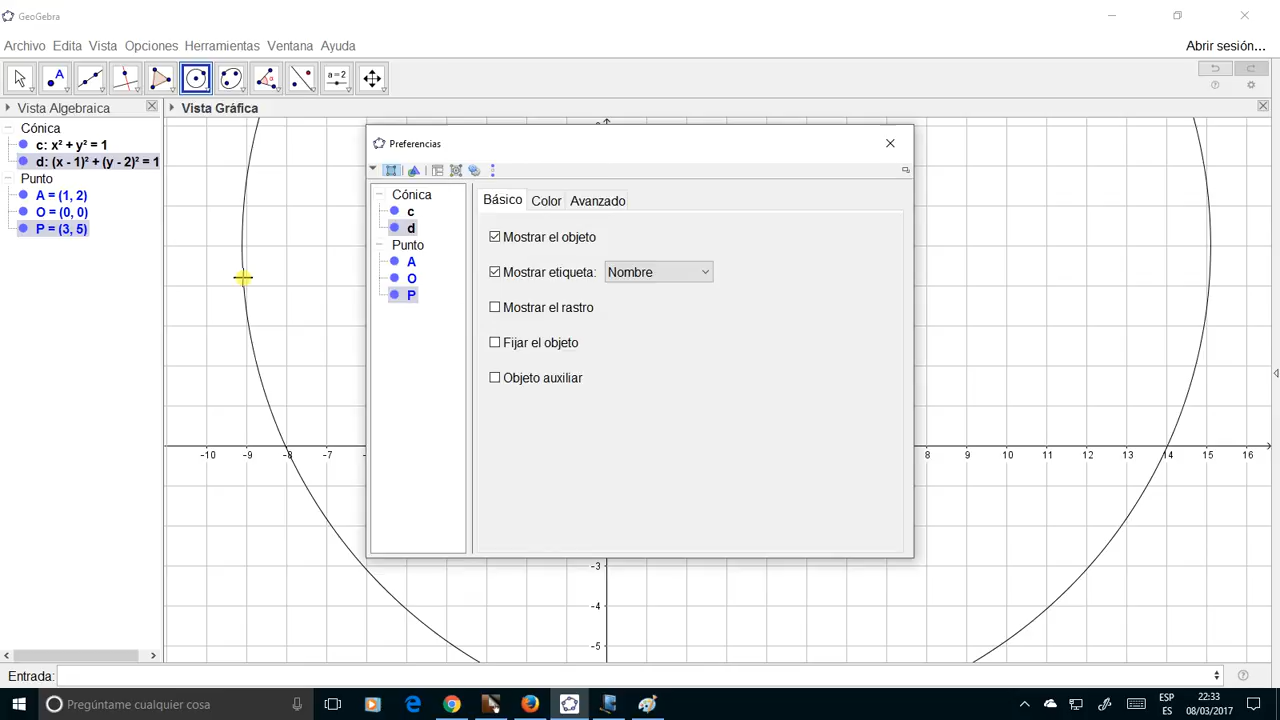 GeoGebra
Archivo Edita Vista Opciones Herramientas Ventana Ayuda
Abrir sesión...
A
a=2
Vista Algebraica
Vista Gráfica
Cónica
c: x² + y² = 1
d: (x - 1)² + (y - 2)² = 1
Punto
A = (1, 2)
O = (0, 0)
P = (3, 5)
Preferencias
Cónica
c
d
Punto
A
O
P
Básico Color Avanzado
Mostrar el objeto
Mostrar etiqueta: Nombre
Mostrar el rastro
Fijar el objeto
Objeto auxiliar
-10 -9 -8 -7 8 9 10 11 12 13 14 15 16
-3
-4
-5
Entrada:
Pregúntame cualquier cosa
ESP
ES
22:33
08/03/2017